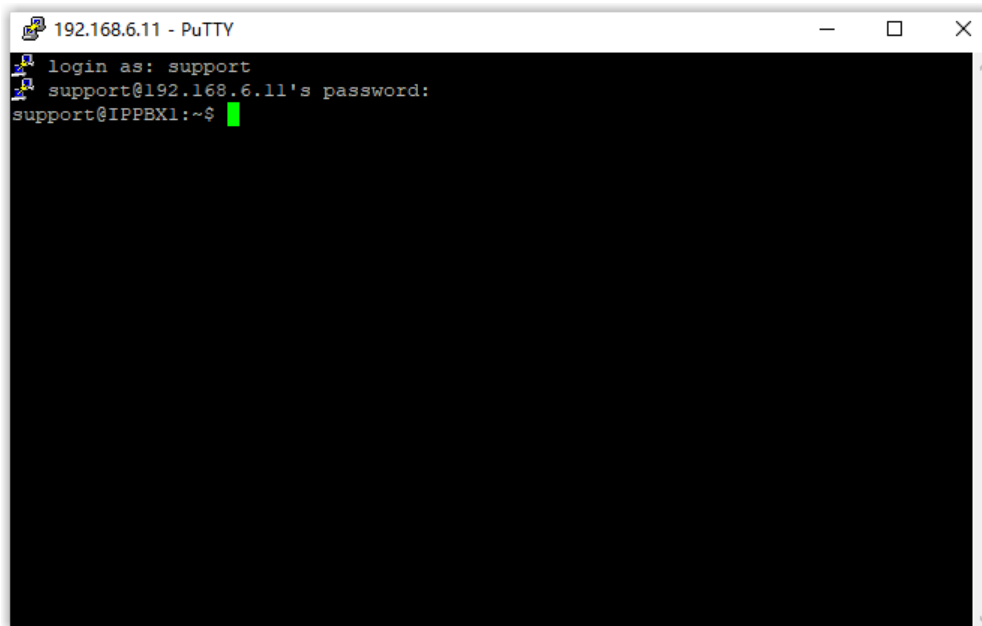 192.168.6.11 - PuTTY
login as: support
support@192.168.6.11's password:
support@IPPBX1:~$